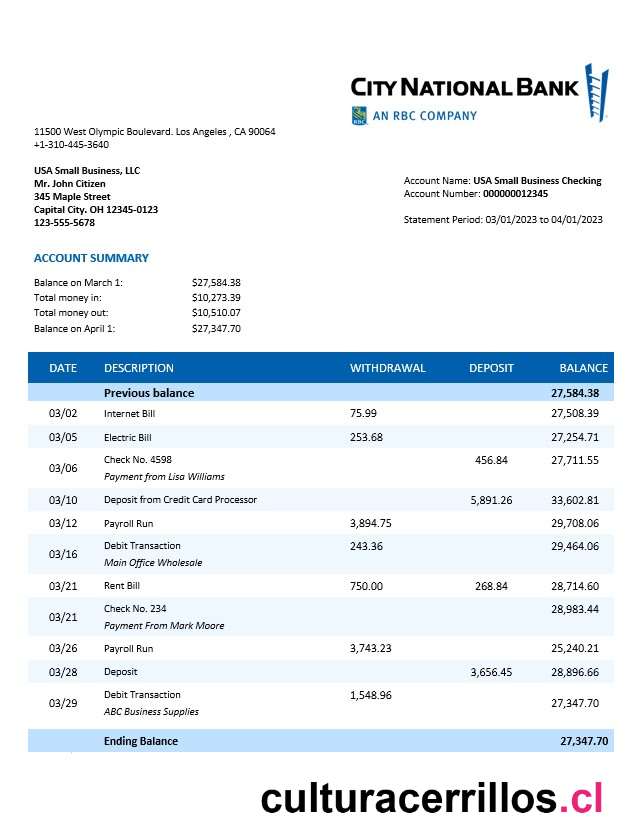 CITY NATIONAL BANK
RBC AN RBC COMPANY
11500 West Olympic Boulevard. Los Angeles , CA 90064
+1-310-445-3640
USA Small Business, LLC
Mr. John Citizen
345 Maple Street
Capital City. OH 12345-0123
123-555-5678
Account Name: USA Small Business Checking
Account Number: 000000012345
Statement Period: 03/01/2023 to 04/01/2023
ACCOUNT SUMMARY
Balance on March 1: $27,584.38
Total money in: $10,273.39
Total money out: $10,510.07
Balance on April 1: $27,347.70
DATE DESCRIPTION WITHDRAWAL DEPOSIT BALANCE
Previous balance 27,584.38
03/02 Internet Bill 75.99 27,508.39
03/05 Electric Bill 253.68 27,254.71
03/06 Check No. 4598 456.84 27,711.55
Payment from Lisa Williams
03/10 Deposit from Credit Card Processor 5,891.26 33,602.81
03/12 Payroll Run 3,894.75 29,708.06
03/16 Debit Transaction 243.36 29,464.06
Main Office Wholesale
03/21 Rent Bill 750.00 268.84 28,714.60
03/21 Check No. 234 28,983.44
Payment From Mark Moore
03/26 Payroll Run 3,743.23 25,240.21
03/28 Deposit 3,656.45 28,896.66
03/29 Debit Transaction 1,548.96 27,347.70
ABC Business Supplies
Ending Balance 27,347.70
culturacerrillos.cl